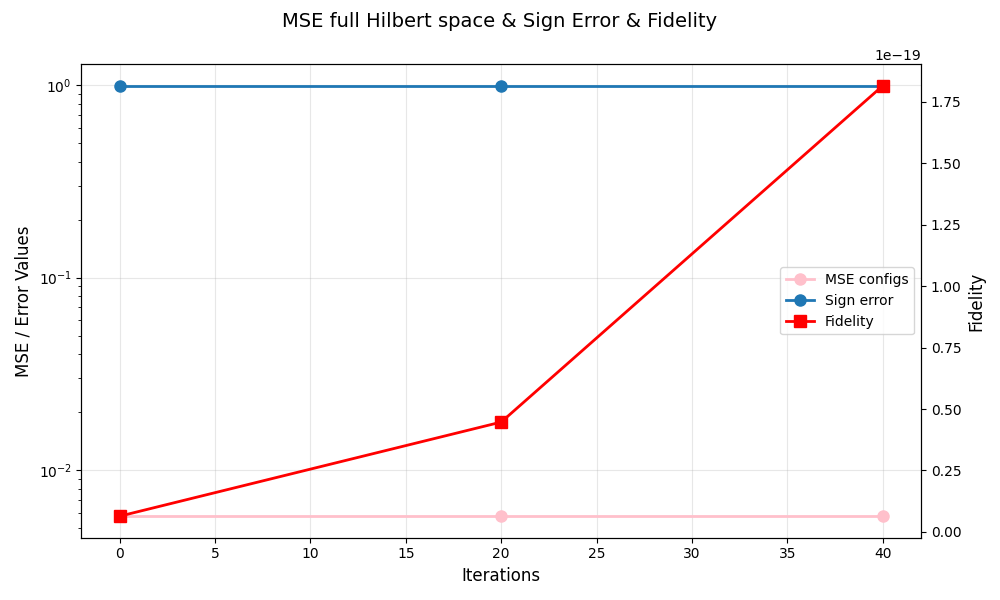 MSE full Hilbert space & Sign Error & Fidelity
1e−19
10⁰
10⁻¹
10⁻²
MSE / Error Values
1.75
1.50
1.25
1.00
0.75
0.50
0.25
0.00
Fidelity
MSE configs
Sign error
Fidelity
0 5 10 15 20 25 30 35 40
Iterations